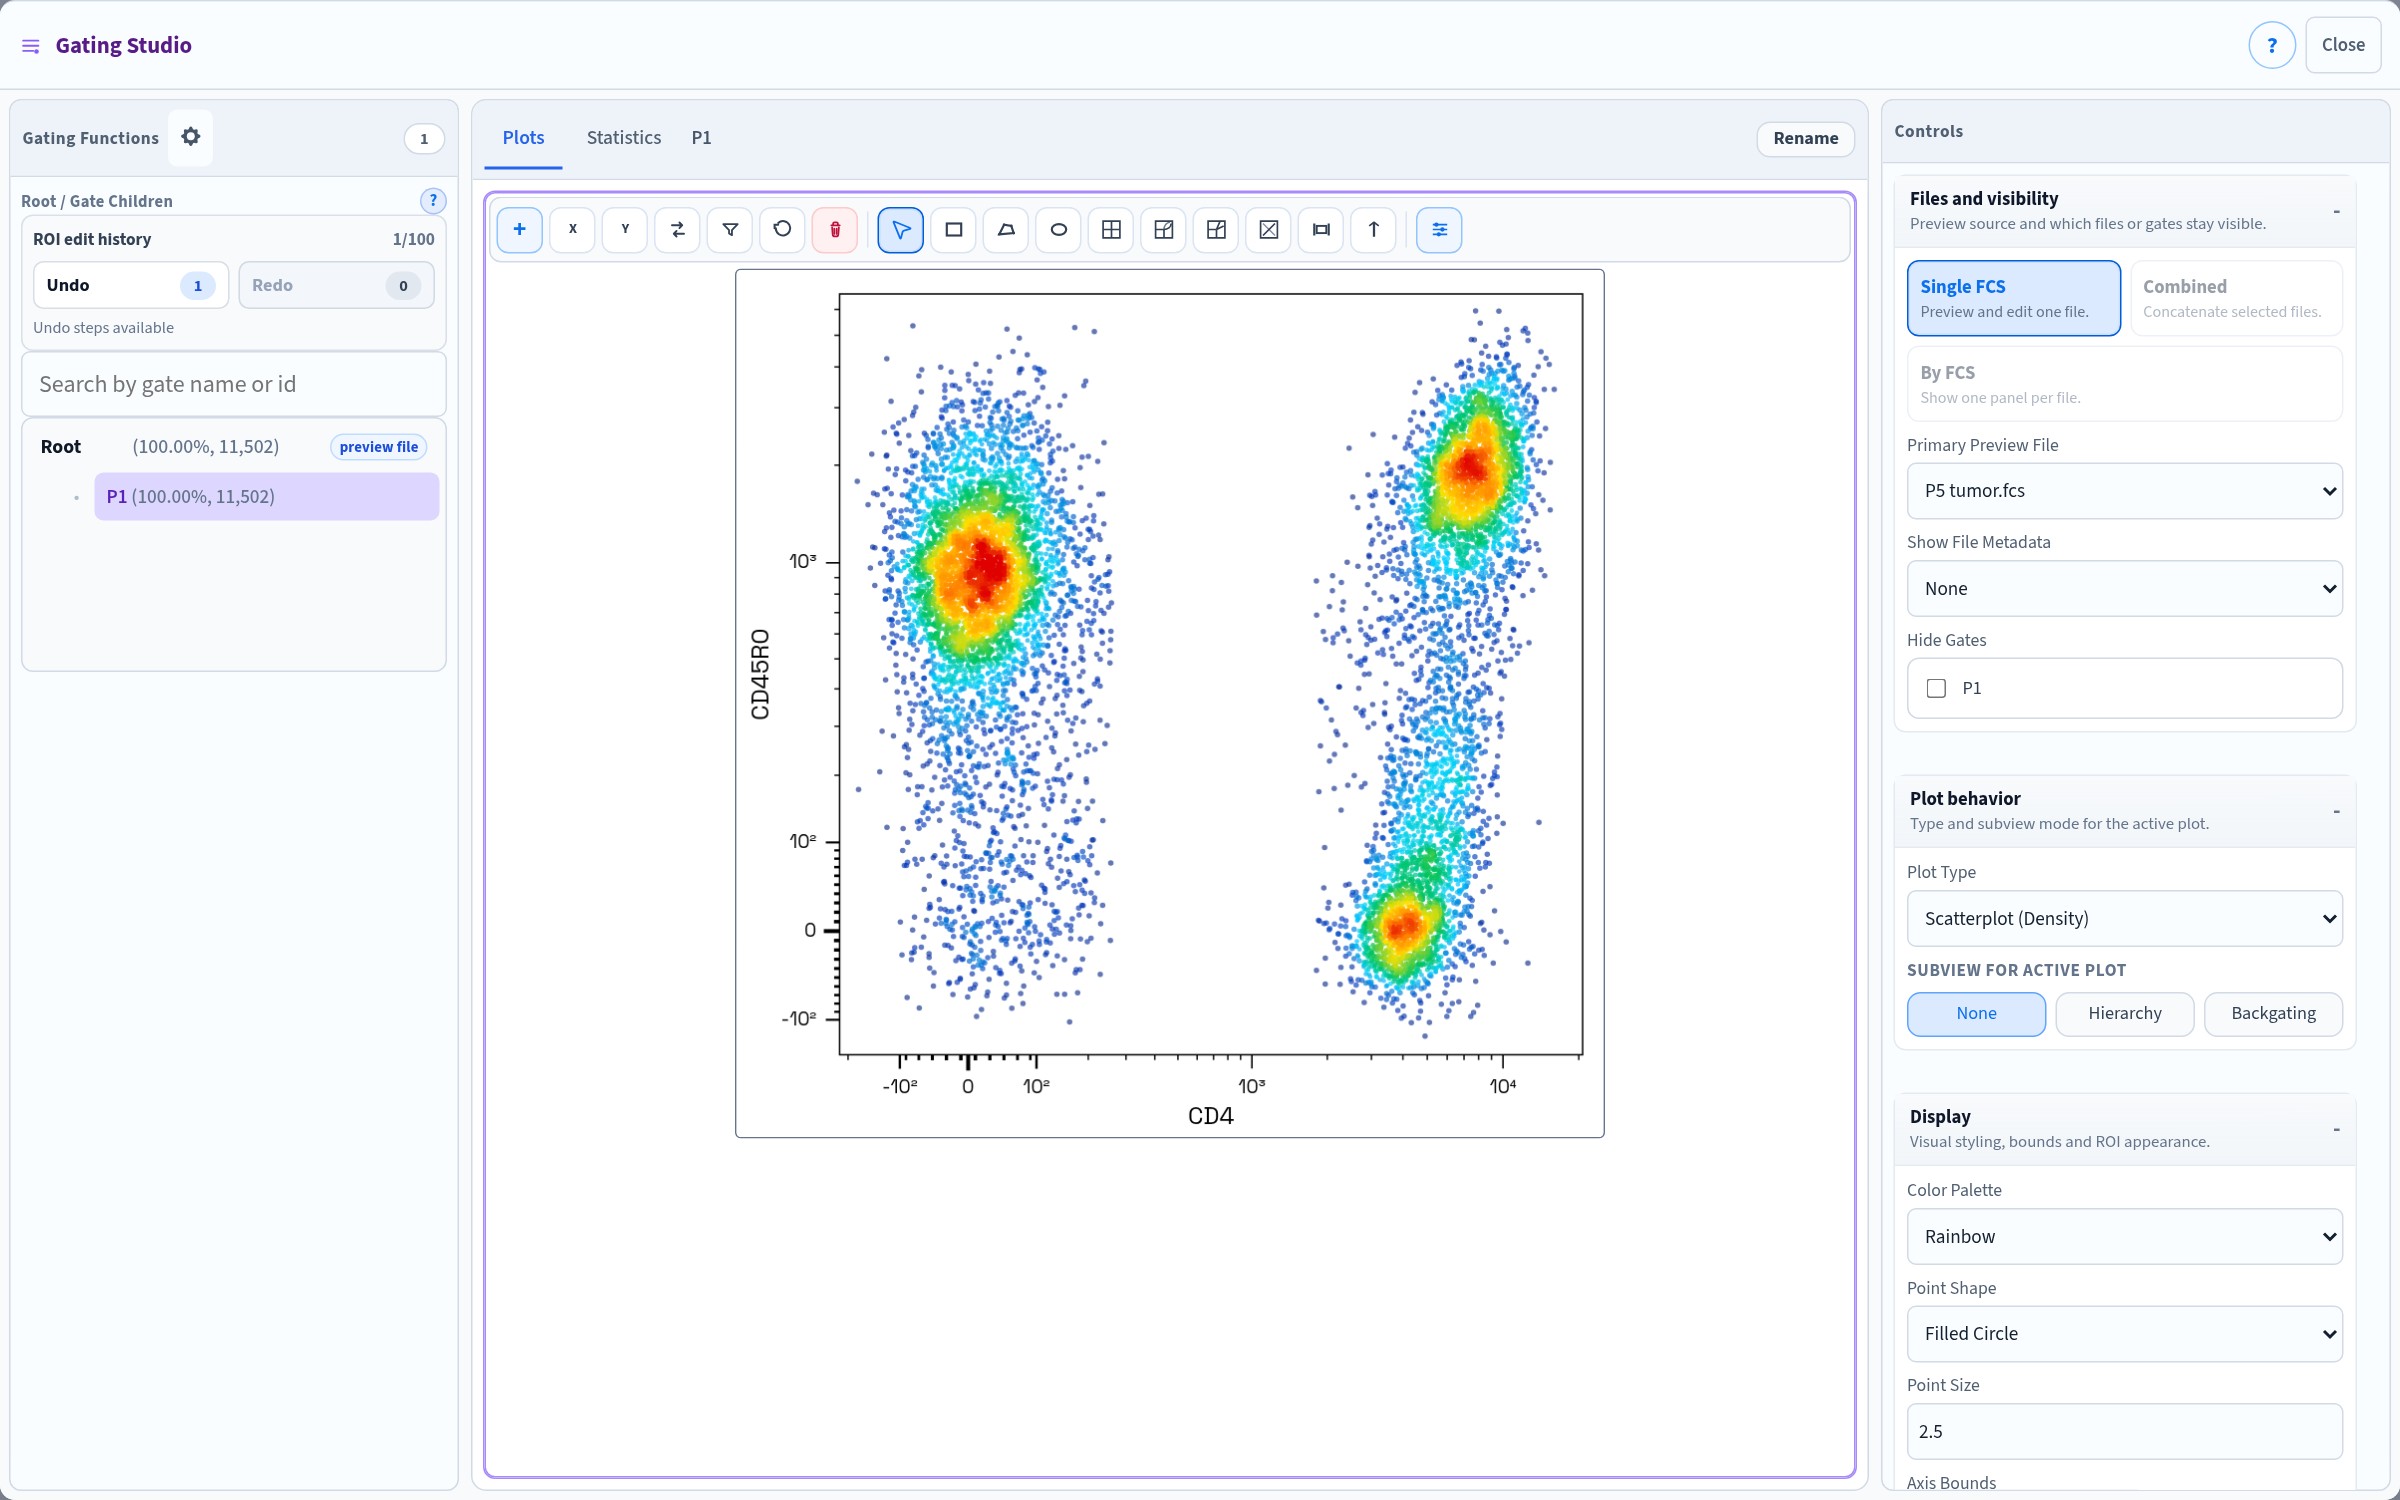 Gating Studio
?
Close
Gating Functions
1
Root / Gate Children
?
ROI edit history
1/100
Undo
1
Redo
0
Undo steps available
Search by gate name or id
Root
(100.00%, 11,502)
preview file
P1 (100.00%, 11,502)
Plots
Statistics
P1
Rename
+
X
Y
CD45RO
10³
10²
0
-10²
-10²
0
10²
10³
10⁴
CD4
Controls
Files and visibility
Preview source and which files or gates stay visible.
-
Single FCS
Preview and edit one file.
Combined
Concatenate selected files.
By FCS
Show one panel per file.
Primary Preview File
P5 tumor.fcs
Show File Metadata
None
Hide Gates
P1
Plot behavior
Type and subview mode for the active plot.
-
Plot Type
Scatterplot (Density)
SUBVIEW FOR ACTIVE PLOT
None
Hierarchy
Backgating
Display
Visual styling, bounds and ROI appearance.
-
Color Palette
Rainbow
Point Shape
Filled Circle
Point Size
2.5
Axis Bounds